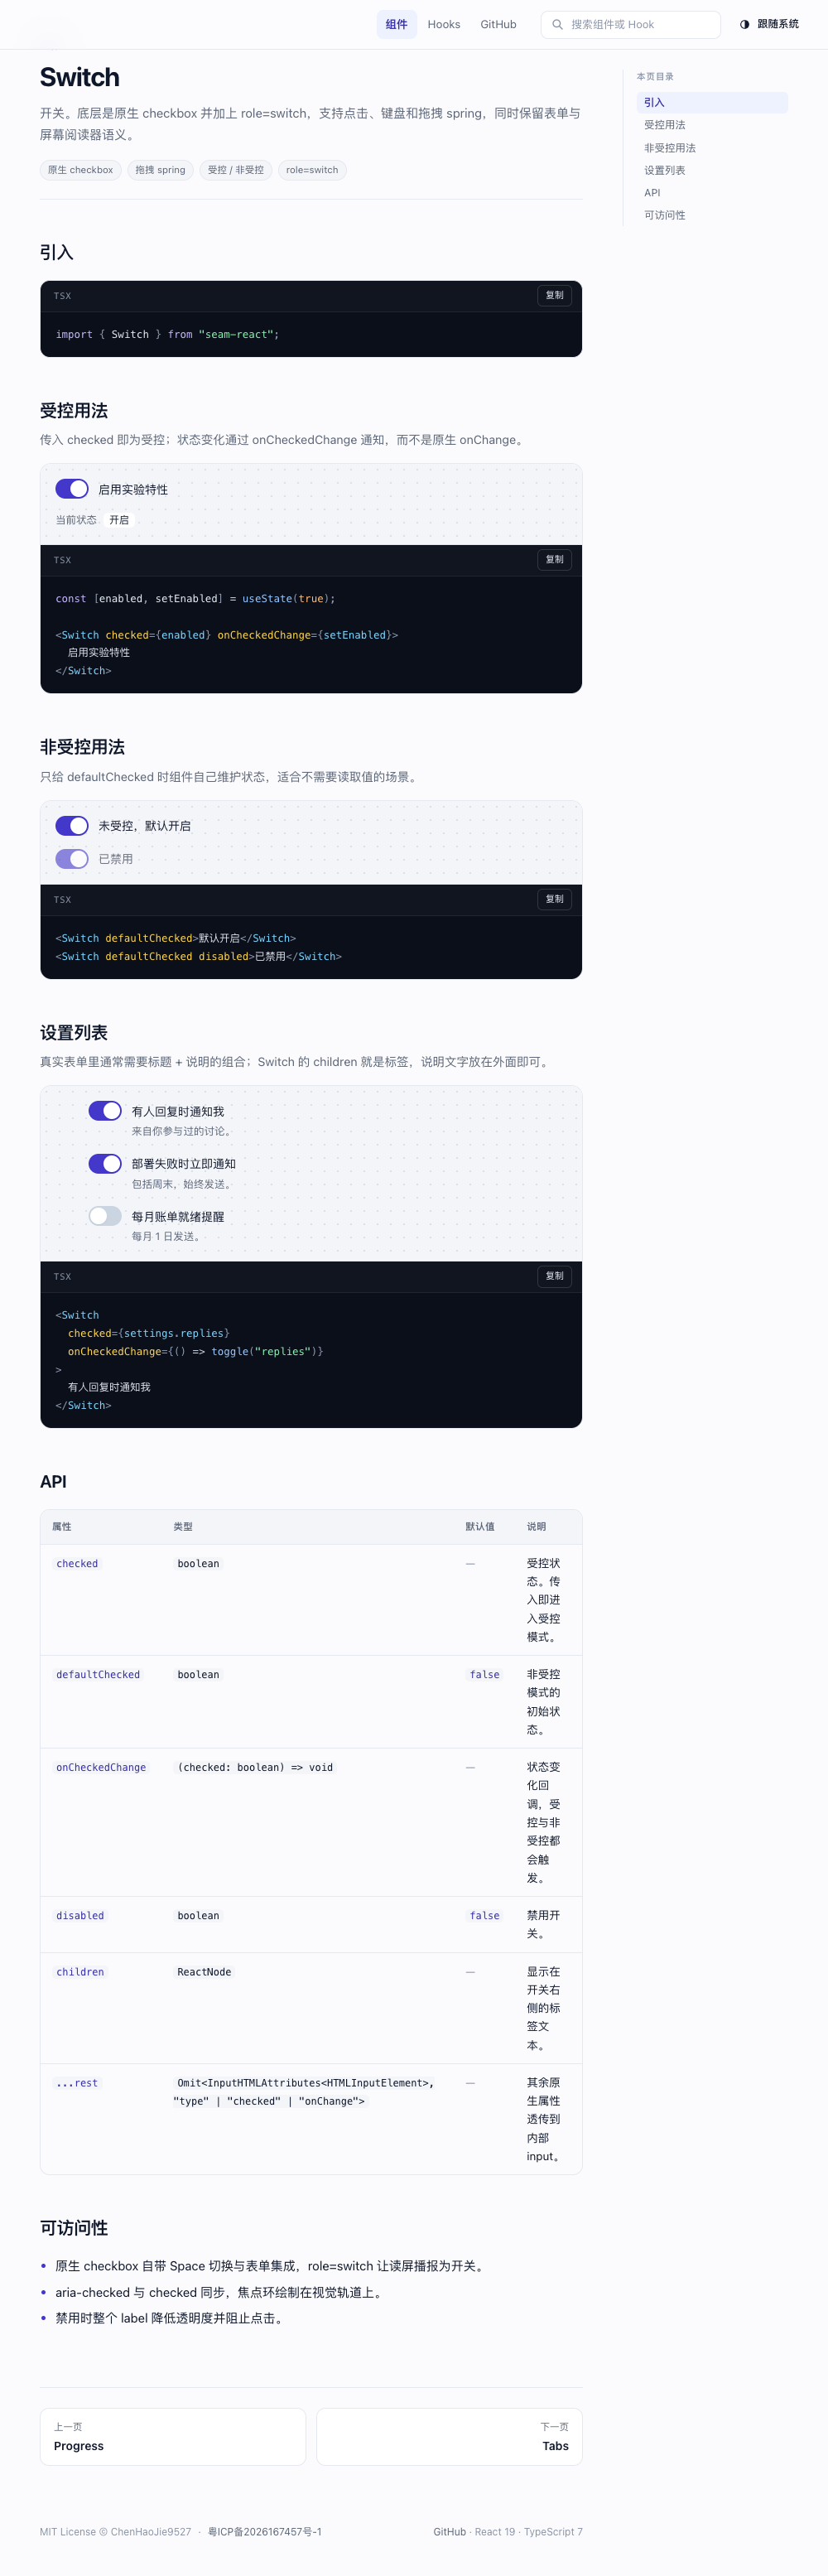 组件 Hooks GitHub 搜索组件或 Hook 跟随系统
Switch
开关。底层是原生 checkbox 并加上 role=switch，支持点击、键盘和拖拽 spring，同时保留表单与
屏幕阅读器语义。
原生 checkbox 拖拽 spring 受控 / 非受控 role=switch
本页目录
引入
受控用法
非受控用法
设置列表
API
可访问性
引入
TSX 复制
import { Switch } from "seam-react";
受控用法
传入 checked 即为受控；状态变化通过 onCheckedChange 通知，而不是原生 onChange。
启用实验特性
当前状态 开启
TSX 复制
const [enabled, setEnabled] = useState(true);
<Switch checked={enabled} onCheckedChange={setEnabled}>
启用实验特性
</Switch>
非受控用法
只给 defaultChecked 时组件自己维护状态，适合不需要读取值的场景。
未受控，默认开启
已禁用
TSX 复制
<Switch defaultChecked>默认开启</Switch>
<Switch defaultChecked disabled>已禁用</Switch>
设置列表
真实表单里通常需要标题 + 说明的组合；Switch 的 children 就是标签，说明文字放在外面即可。
有人回复时通知我
来自你参与过的讨论。
部署失败时立即通知
包括周末，始终发送。
每月账单就绪提醒
每月 1 日发送。
TSX 复制
<Switch
checked={settings.replies}
onCheckedChange={() => toggle("replies")}
>
有人回复时通知我
</Switch>
API
属性 类型 默认值 说明
checked boolean — 受控状
态。传
入即进
入受控
模式。
defaultChecked boolean false 非受控
模式的
初始状
态。
onCheckedChange (checked: boolean) => void — 状态变
化回
调，受
控与非
受控都
会触
发。
disabled boolean false 禁用开
关。
children ReactNode — 显示在
开关右
侧的标
签文
本。
...rest Omit<InputHTMLAttributes<HTMLInputElement>, — 其余原
"type" | "checked" | "onChange"> 生属性
透传到
内部
input。
可访问性
• 原生 checkbox 自带 Space 切换与表单集成，role=switch 让读屏播报为开关。
• aria-checked 与 checked 同步，焦点环绘制在视觉轨道上。
• 禁用时整个 label 降低透明度并阻止点击。
上一页
Progress
下一页
Tabs
MIT License © ChenHaoJie9527 · 粤ICP备2026167457号-1 GitHub · React 19 · TypeScript 7